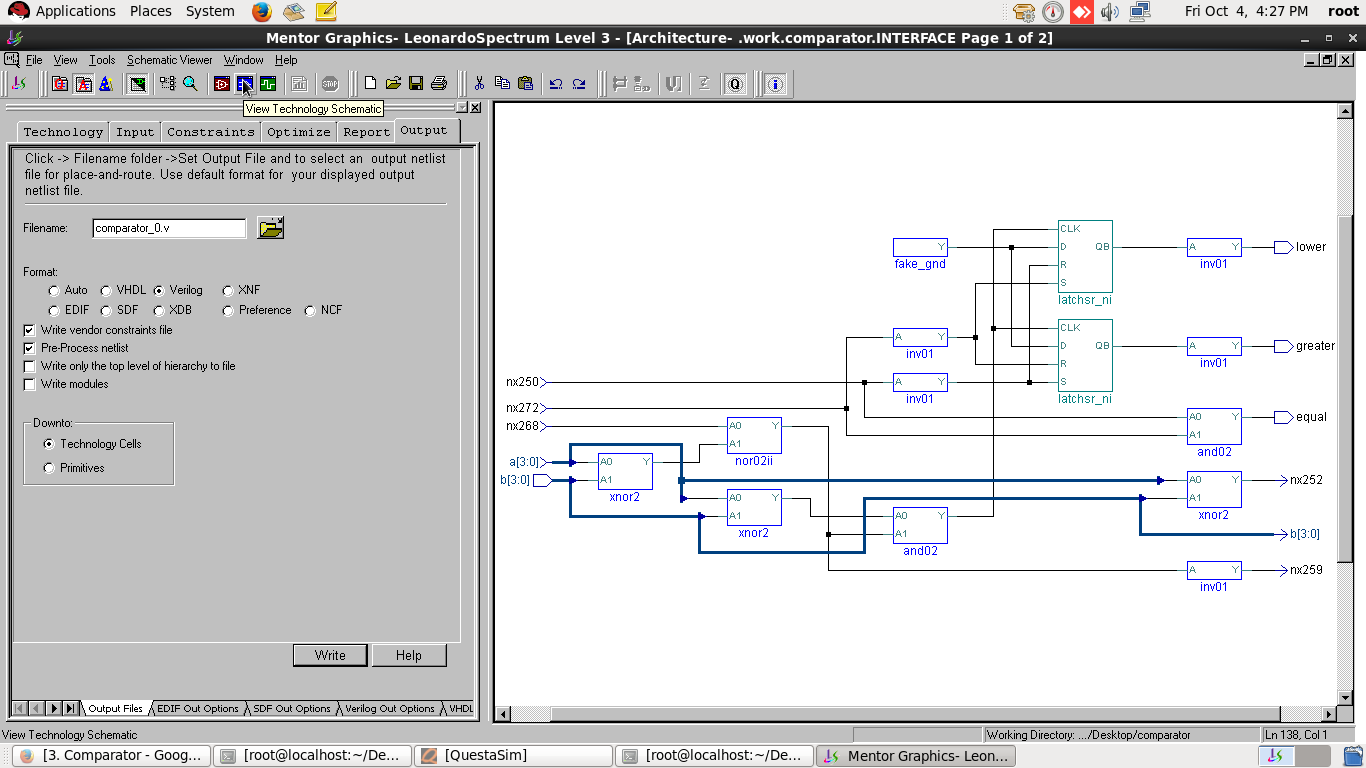 Applications Places System Fri Oct 4, 4:27 PM root
Mentor Graphics- LeonardoSpectrum Level 3 - [Architecture- .work.comparator.INTERFACE Page 1 of 2]
File View Tools Schematic Viewer Window Help
View Technology Schematic
Technology Input Constraints Optimize Report Output
Click -> Filename folder ->Set Output File and to select an output netlist
file for place-and-route. Use default format for your displayed output
netlist file.
Filename: comparator_0.v
Format:
Auto VHDL Verilog XNF
EDIF SDF XDB Preference NCF
Write vendor constraints file
Pre-Process netlist
Write only the top level of hierarchy to file
Write modules
Downto:
Technology Cells
Primitives
Write Help
Output Files EDIF Out Options SDF Out Options Verilog Out Options VHDL
CLK
Y D QB A Y lower
fake_gnd R inv01
S
latchsr_ni
CLK
A Y D QB A Y greater
inv01 R inv01
nx250 A Y S
inv01 latchsr_ni
nx272 A0 Y equal
nx268 A0 Y A1
A1 and02
nor02ii
a[3:0] A0 Y
b[3:0] A1 A0 Y nx252
xnor2 A0 Y A1
A1 A0 Y xnor2
xnor2 A1 b[3:0]
and02
A Y nx259
inv01
View Technology Schematic Working Directory: .../Desktop/comparator Ln 138, Col 1
[3. Comparator - Goog... [root@localhost:~/De... [QuestaSim] [root@localhost:~/De... Mentor Graphics- Leon...